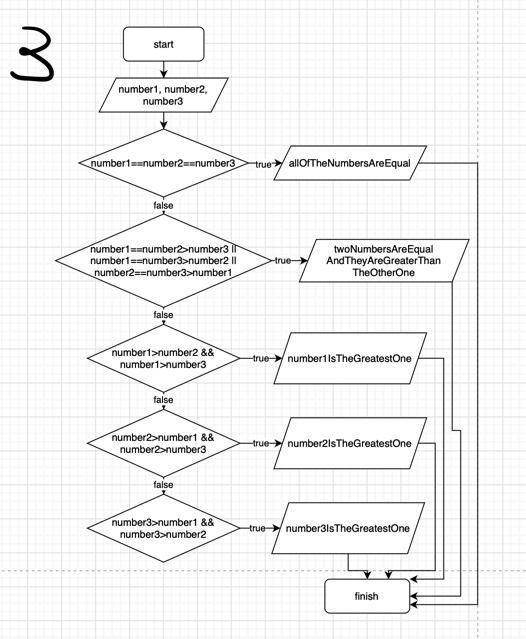 3
start
number1, number2,
number3
number1==number2==number3
true
allOfTheNumbersAreEqual
false
number1==number2>number3 ||
number1==number3>number2 ||
number2==number3>number1
true
twoNumbersAreEqual
AndTheyAreGreaterThan
TheOtherOne
false
number1>number2 &&
number1>number3
true
number1IsTheGreatestOne
false
number2>number1 &&
number2>number3
true
number2IsTheGreatestOne
false
number3>number1 &&
number3>number2
true
number3IsTheGreatestOne
finish